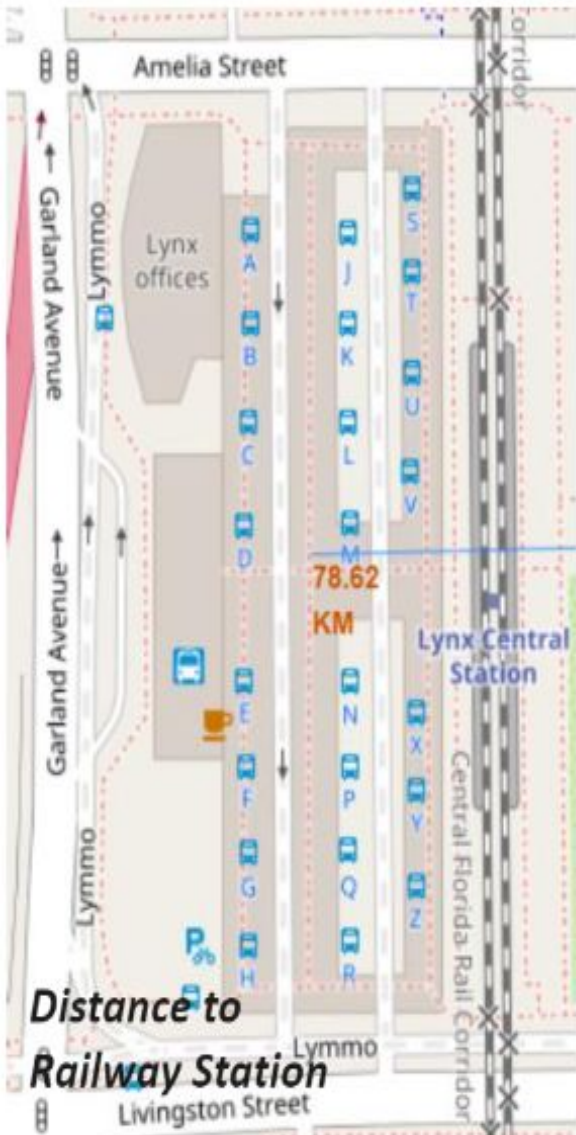 Corridor
Amelia Street
Garland Avenue
Lymmo
Lynx
offices
A
B
C
D
J
K
L
M
S
T
U
V
78.62
KM
Lynx Central
Station
Garland Avenue
E
F
G
H
N
P
Q
R
X
Y
Z
Central Florida Rail Corridor
Lymmo
P
Distance to
Railway Station
Lymmo
Livingston Street